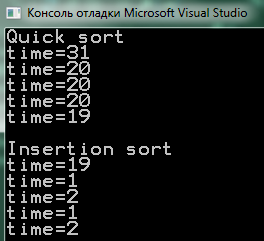 Консоль отладки Microsoft Visual Studio
Quick sort
time=31
time=20
time=20
time=20
time=19
Insertion sort
time=19
time=1
time=2
time=1
time=2